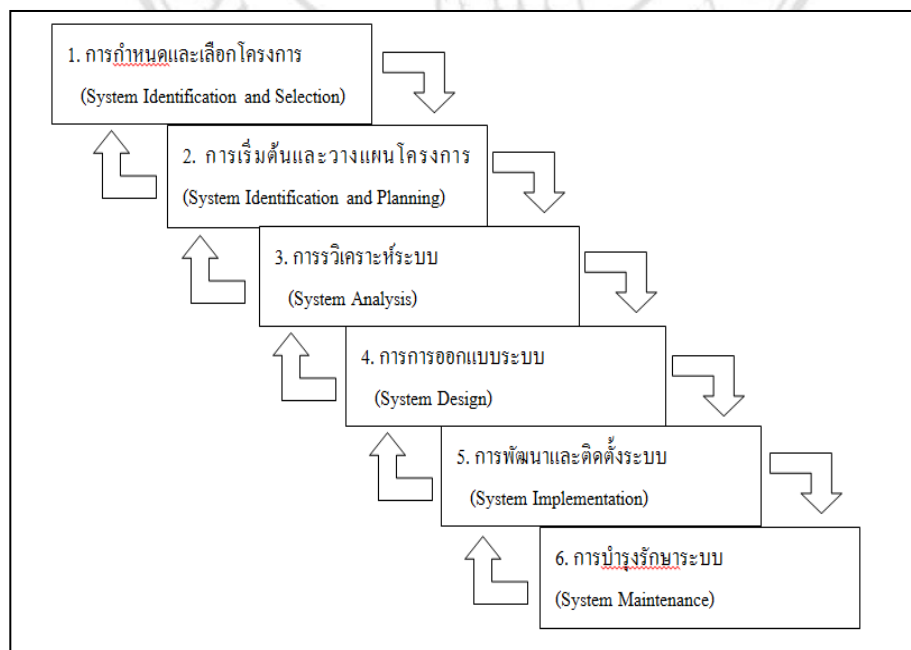 1. การกำหนดและเลือกโครงการ
(System Identification and Selection)
2. การเริ่มต้นและวางแผนโครงการ
(System Identification and Planning)
3. การรวิเคราะห์ระบบ
(System Analysis)
4. การการออกแบบระบบ
(System Design)
5. การพัฒนาและติดตั้งระบบ
(System Implementation)
6. การบำรุงรักษาระบบ
(System Maintenance)